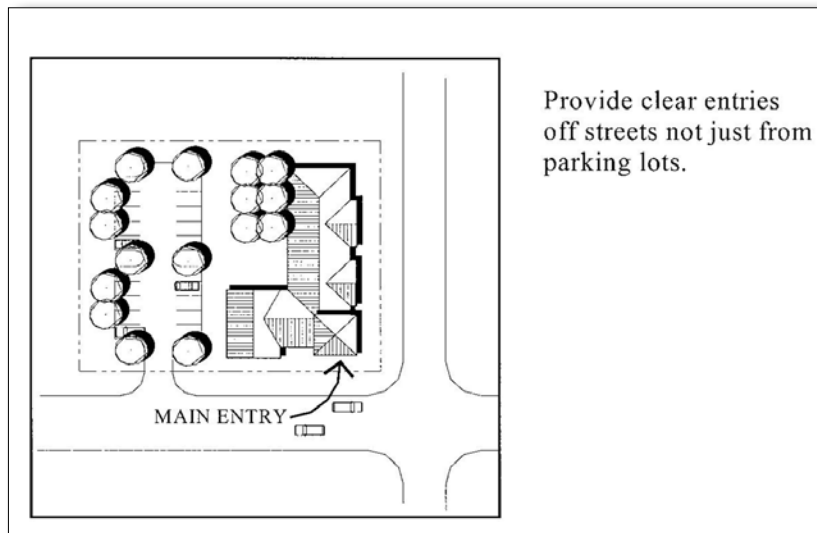 Provide clear entries
off streets not just from
parking lots.
MAIN ENTRY